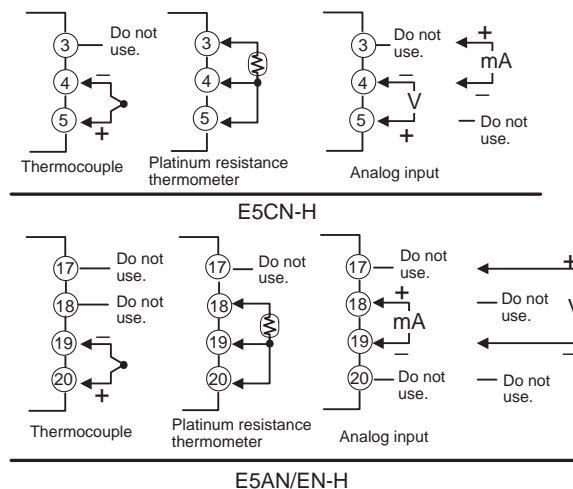 3 Do not use. 3 3 Do not use. + mA
4 − 4 4 − V −
5 + 5 5 + − Do not use.
Thermocouple
Platinum resistance thermometer
Analog input
E5CN-H
17 Do not use. 17 Do not use. 17 Do not use. +
18 Do not use. 18 18 + mA Do not use. V
19 − 19 19 − −
20 + 20 20 Do not use. Do not use.
Thermocouple
Platinum resistance thermometer
Analog input
E5AN/EN-H